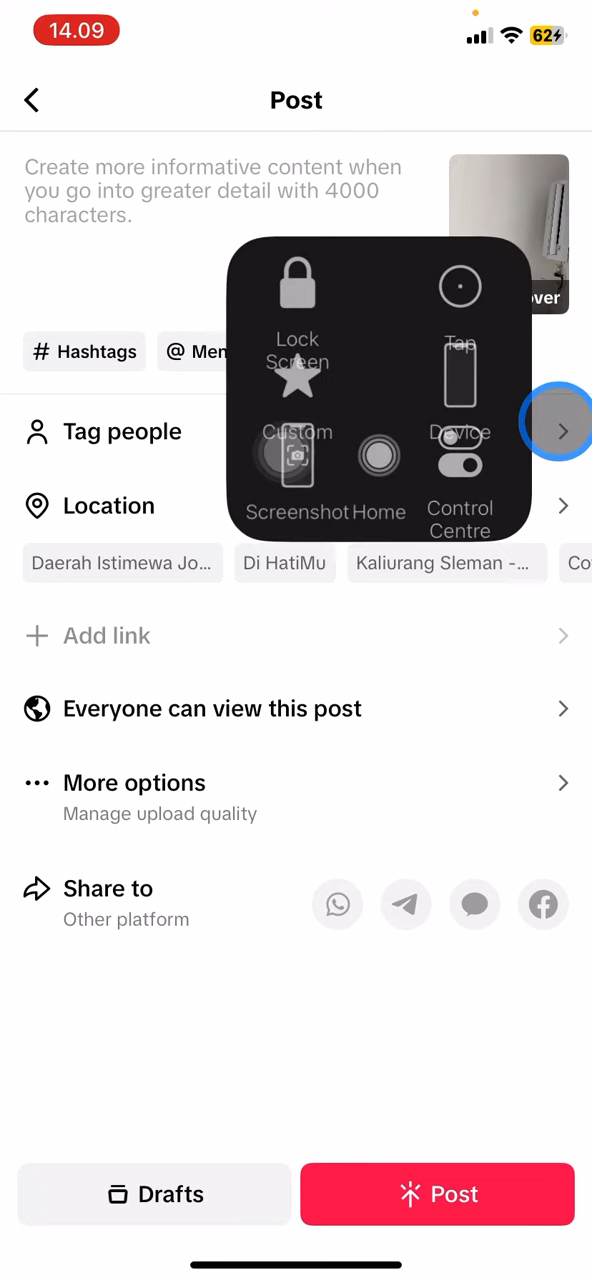 14.09
62
Post
Create more informative content when
you go into greater detail with 4000
characters.
over
# Hashtags
@ Men
Lock
Screen
Tap
Custom
Device
Screenshot
Home
Control
Centre
Tag people
Location
Daerah Istimewa Jo...
Di HatiMu
Kaliurang Sleman -...
Co
Add link
Everyone can view this post
More options
Manage upload quality
Share to
Other platform
Drafts
Post